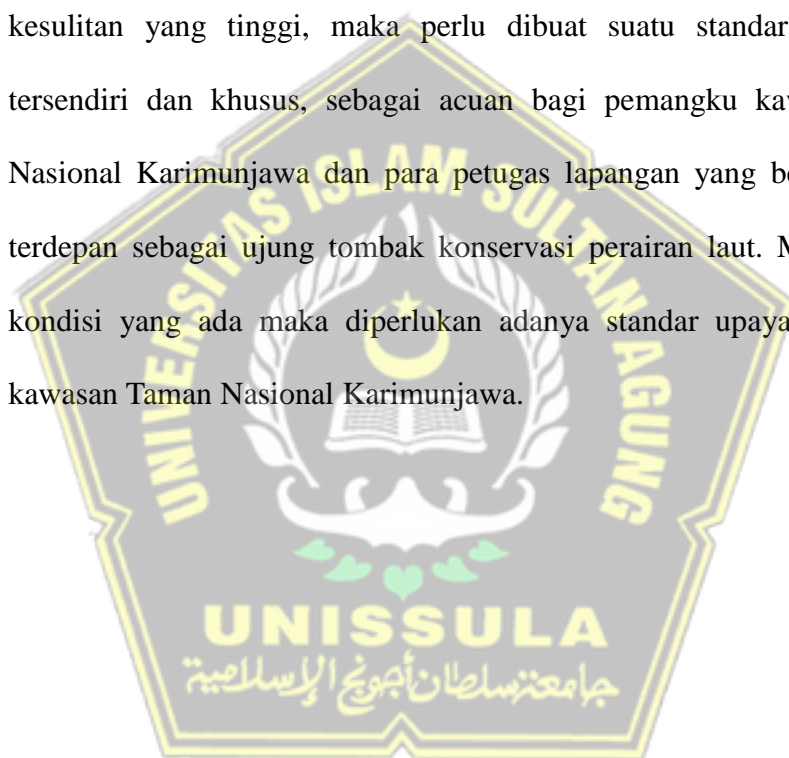 kesulitan yang tinggi, maka perlu dibuat suatu standar
tersendiri dan khusus, sebagai acuan bagi pemangku
Nasional Karimunjawa dan para petugas lapangan yang
terdepan sebagai ujung tombak konservasi perairan laut.
kondisi yang ada maka diperlukan adanya standar upaya
kawasan Taman Nasional Karimunjawa.
UNIVERSITAS ISLAM SULTAN AGUNG
UNISSULA
جامعة سلطان أجونج الإسلامية